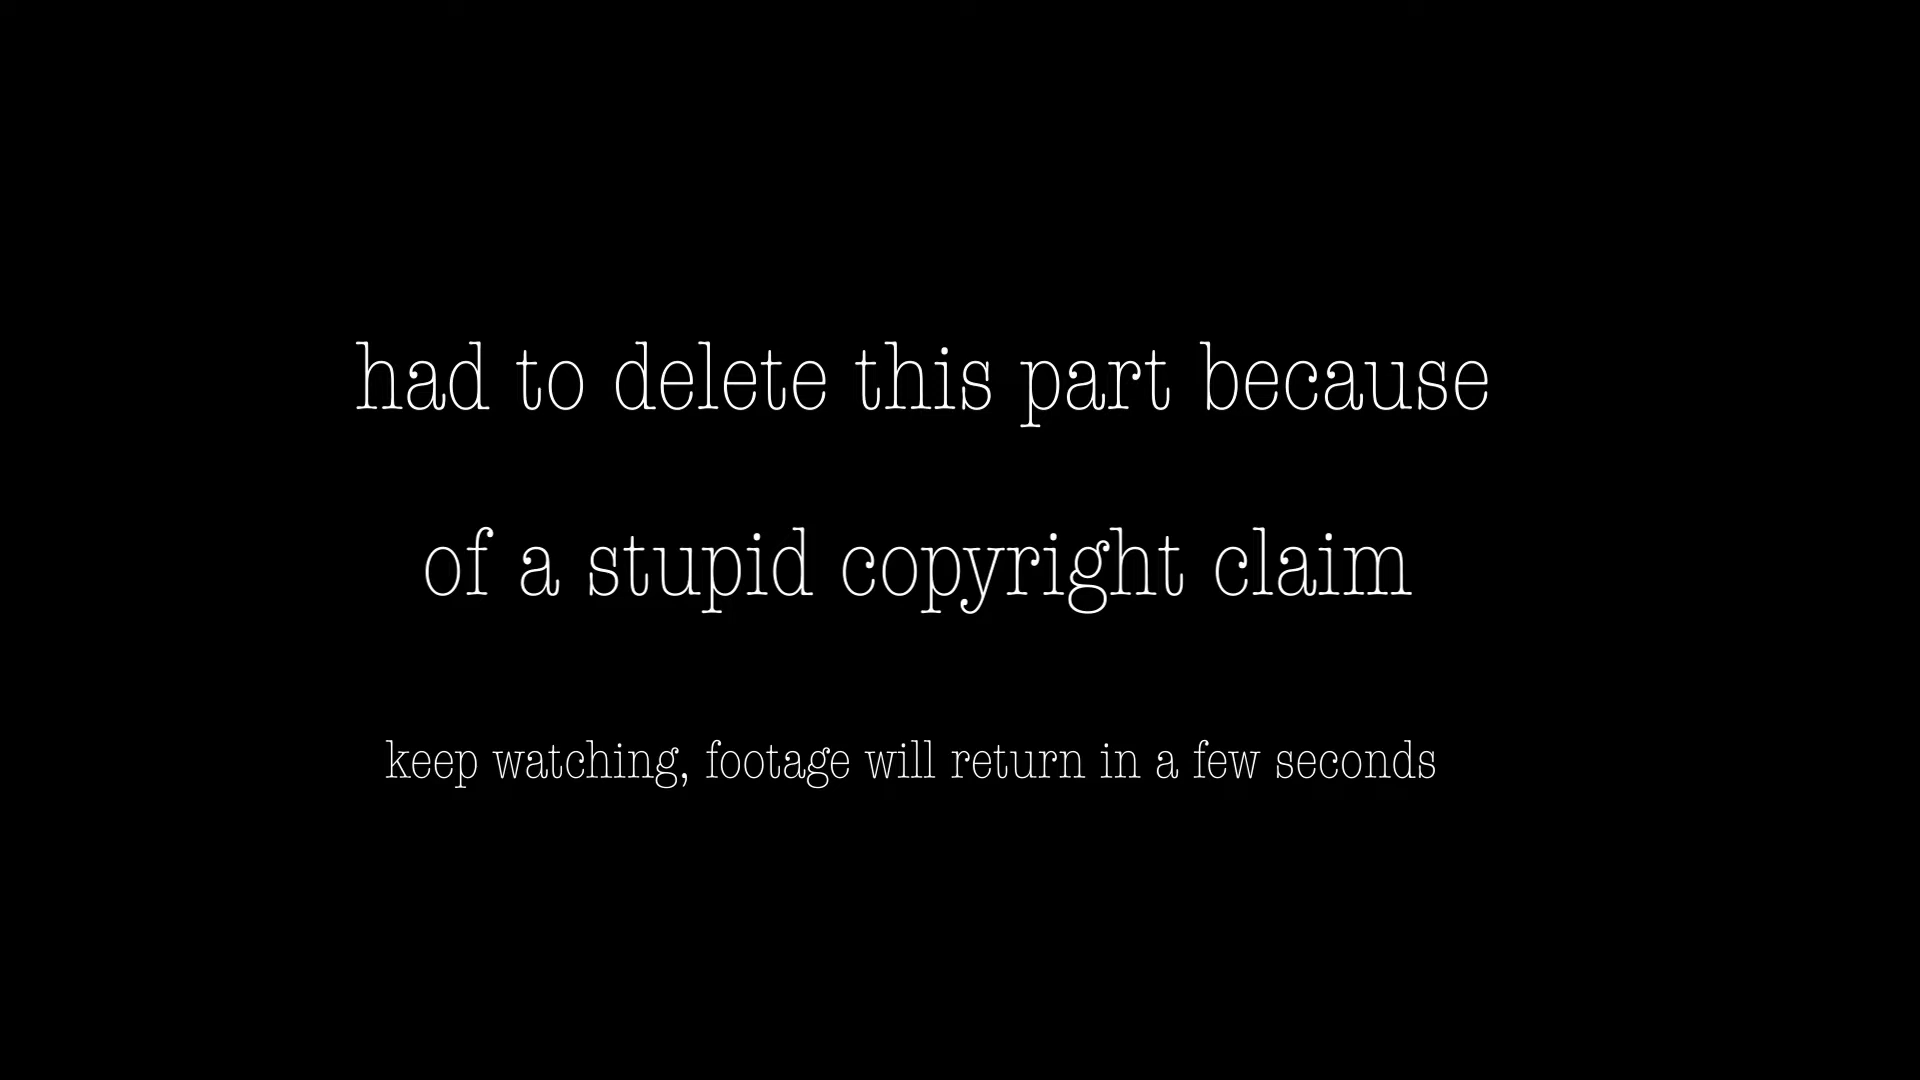 had to delete this part because
of a stupid copyright claim
keep watching, footage will return in a few seconds